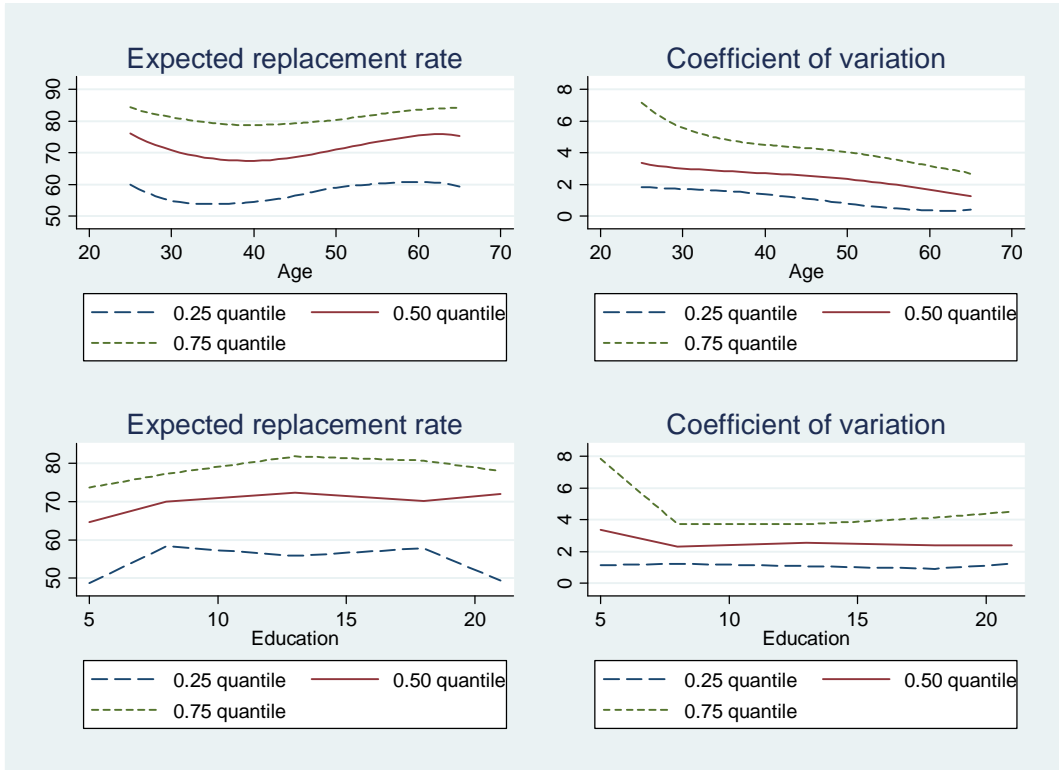 Expected replacement rate
90
80
70
60
50
20 30 40 50 60 70
Age
0.25 quantile 0.50 quantile
0.75 quantile
Coefficient of variation
8
6
4
2
0
20 30 40 50 60 70
Age
0.25 quantile 0.50 quantile
0.75 quantile
Expected replacement rate
80
70
60
50
5 10 15 20
Education
0.25 quantile 0.50 quantile
0.75 quantile
Coefficient of variation
8
6
4
2
0
5 10 15 20
Education
0.25 quantile 0.50 quantile
0.75 quantile